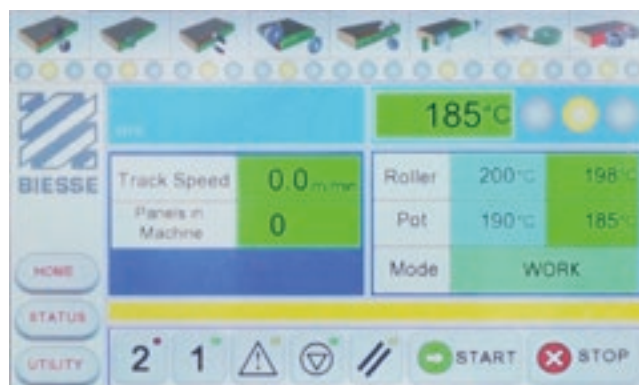 185°C
BIESSE
Track Speed 0.0 m/min
Roller 200°C 198°C
Panels in
Machine 0
Pot 190°C 185°C
Mode WORK
HOME
STATUS
UTILITY
2 1 START STOP